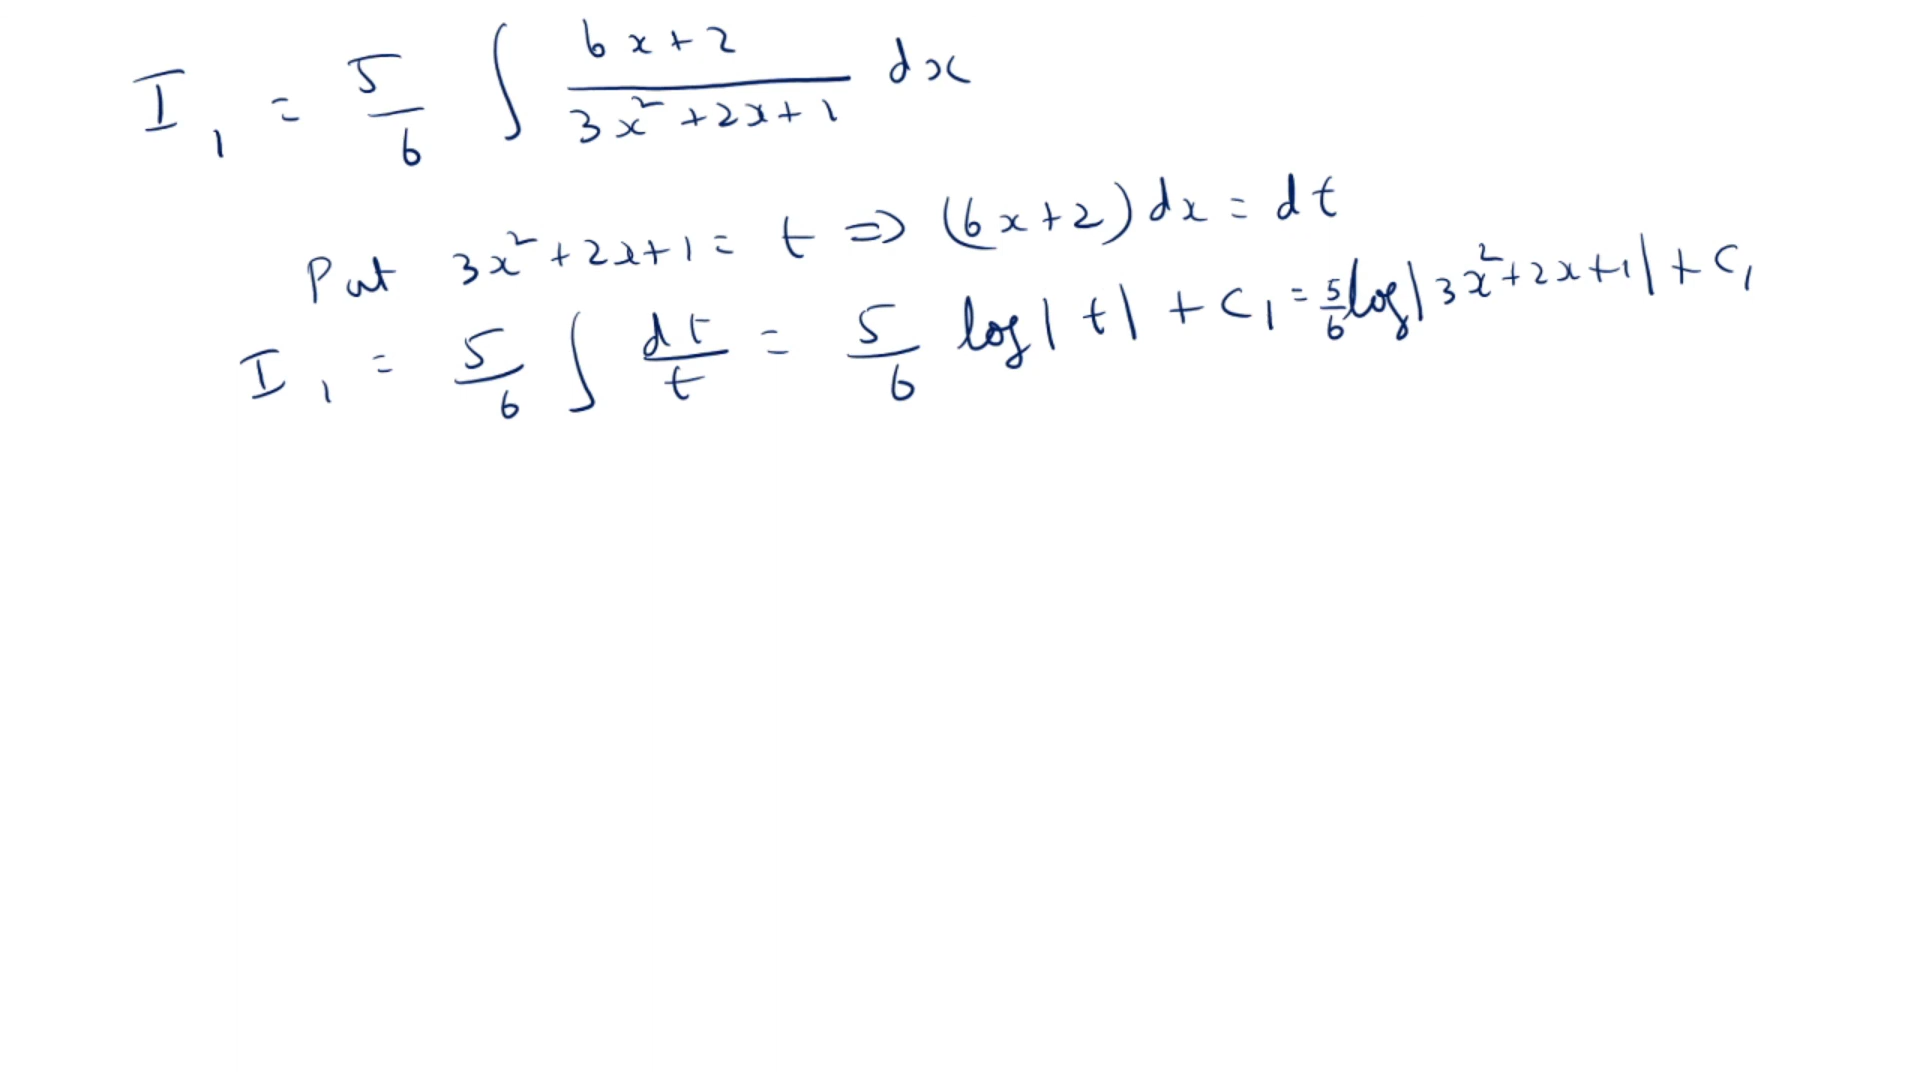 I₁ = 5/6 ∫ (6x+2)/(3x²+2x+1) dx
Put 3x²+2x+1 = t ⇒ (6x+2) dx = dt
I₁ = 5/6 ∫ dt/t = 5/6 log|t| + C₁ = 5/6 log|3x²+2x+1| + C₁